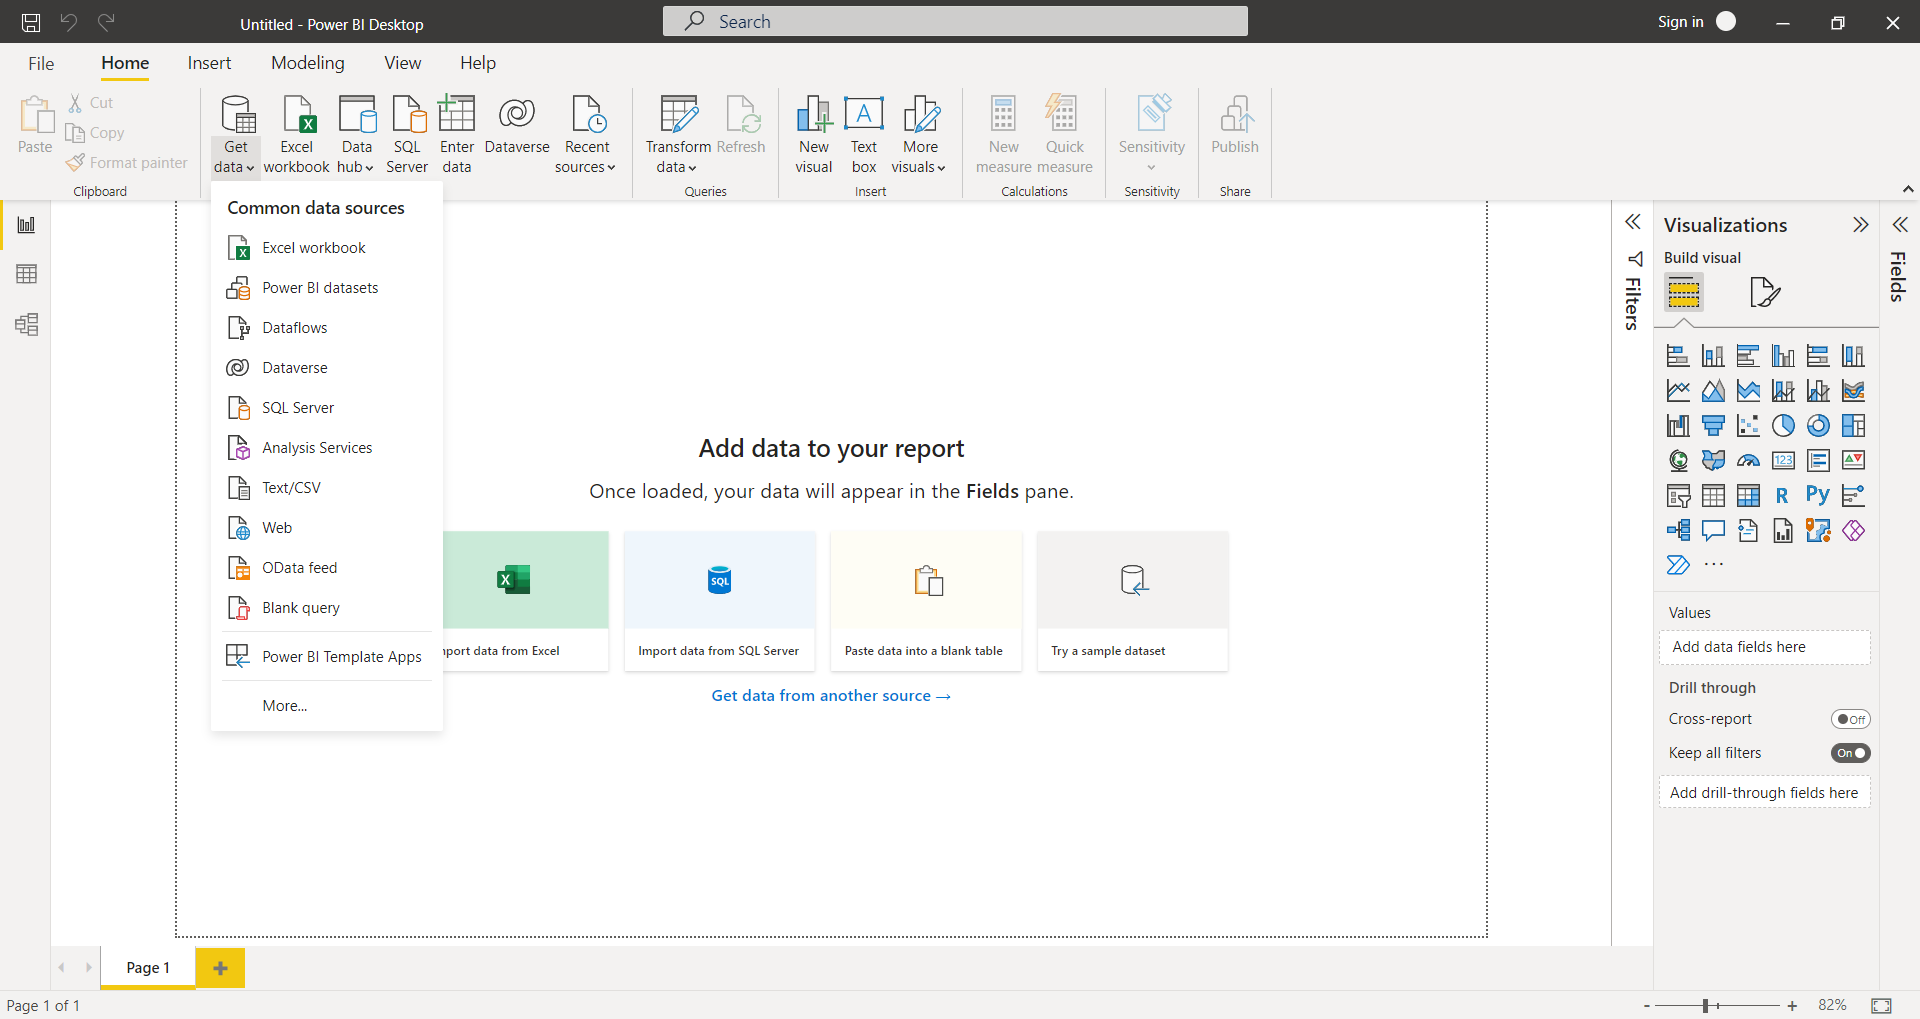 Untitled - Power BI Desktop
Search
Sign in
File
Home
Insert
Modeling
View
Help
Paste
Cut
Copy
Format painter
Clipboard
Get data
Excel workbook
Data hub
SQL Server
Enter data
Dataverse
Recent sources
Transform data
Refresh
Queries
New visual
Text box
More visuals
Insert
New measure
Quick measure
Calculations
Sensitivity
Sensitivity
Publish
Share
Common data sources
Excel workbook
Power BI datasets
Dataflows
Dataverse
SQL Server
Analysis Services
Text/CSV
Web
OData feed
Blank query
Power BI Template Apps
More...
Add data to your report
Once loaded, your data will appear in the Fields pane.
SQL
mport data from Excel
Import data from SQL Server
Paste data into a blank table
Try a sample dataset
Get data from another source →
Filters
Visualizations
Build visual
123
R
Py
...
Values
Add data fields here
Drill through
Cross-report
Off
Keep all filters
On
Add drill-through fields here
Fields
Page 1
Page 1 of 1
- + 82%